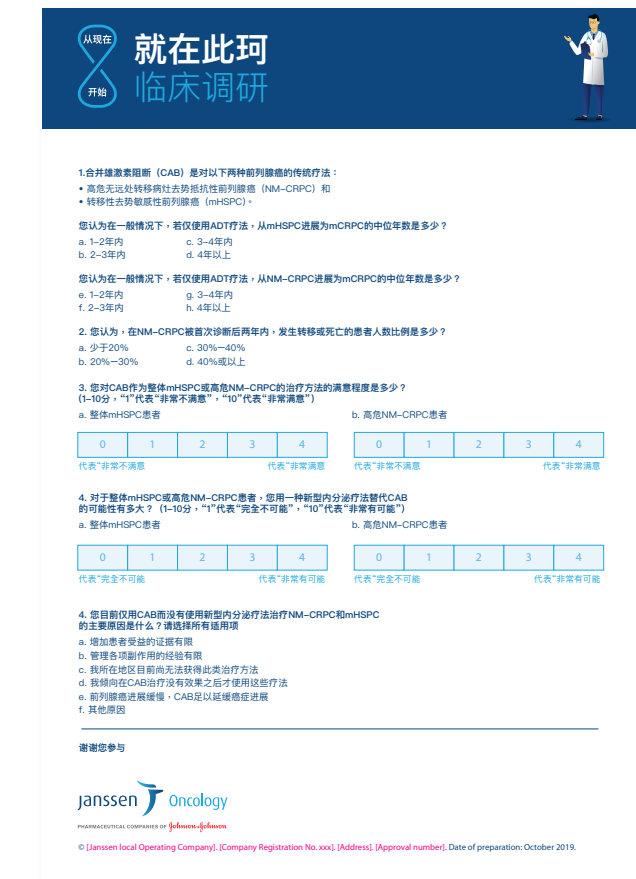 从现在
开始
就在此珂
临床调研
1.合并雄激素阻断（CAB）是对以下两种前列腺癌的传统疗法：
• 高危无远处转移病灶去势抵抗性前列腺癌（NM-CRPC）和
• 转移性去势敏感性前列腺癌（mHSPC）。
您认为在一般情况下，若仅使用ADT疗法，从mHSPC进展为mCRPC的中位年数是多少？
a. 1-2年内 c. 3-4年内
b. 2-3年内 d. 4年以上
您认为在一般情况下，若仅使用ADT疗法，从NM-CRPC进展为mCRPC的中位年数是多少？
e. 1-2年内 g. 3-4年内
f. 2-3年内 h. 4年以上
2. 您认为，在NM-CRPC被首次诊断后两年内，发生转移或死亡的患者人数比例是多少？
a. 少于20% c. 30%-40%
b. 20%-30% d. 40%或以上
3. 您对CAB作为整体mHSPC或高危NM-CRPC的治疗方法的满意程度是多少？
（1-10分，“1”代表“非常不满意”，“10”代表“非常满意”）
a. 整体mHSPC患者 b. 高危NM-CRPC患者
0 1 2 3 4 0 1 2 3 4
代表“非常不满意 代表“非常满意 代表“非常不满意 代表“非常满意
4. 对于整体mHSPC或高危NM-CRPC患者，您用一种新型内分泌疗法替代CAB
的可能性有多大？（1-10分，“1”代表“完全不可能”，“10”代表“非常有可能”）
a. 整体mHSPC患者 b. 高危NM-CRPC患者
0 1 2 3 4 0 1 2 3 4
代表“完全不可能 代表“非常有可能 代表“完全不可能 代表“非常有可能
4. 您目前仅用CAB而没有使用新型内分泌疗法治疗NM-CRPC和mHSPC
的主要原因是什么？请选择所有适用项
a. 增加患者受益的证据有限
b. 管理各项副作用的经验有限
c. 我所在地区目前尚无法获得此类治疗方法
d. 我倾向在CAB治疗没有效果之后才使用这些疗法
e. 前列腺癌进展缓慢，CAB足以延缓癌症进展
f. 其他原因
谢谢您参与
janssen Oncology
PHARMACEUTICAL COMPANIES OF Johnson & Johnson
© [Janssen local Operating Company]. [Company Registration No. xxx]. [Address]. [Approval number]. Date of preparation: October 2019.